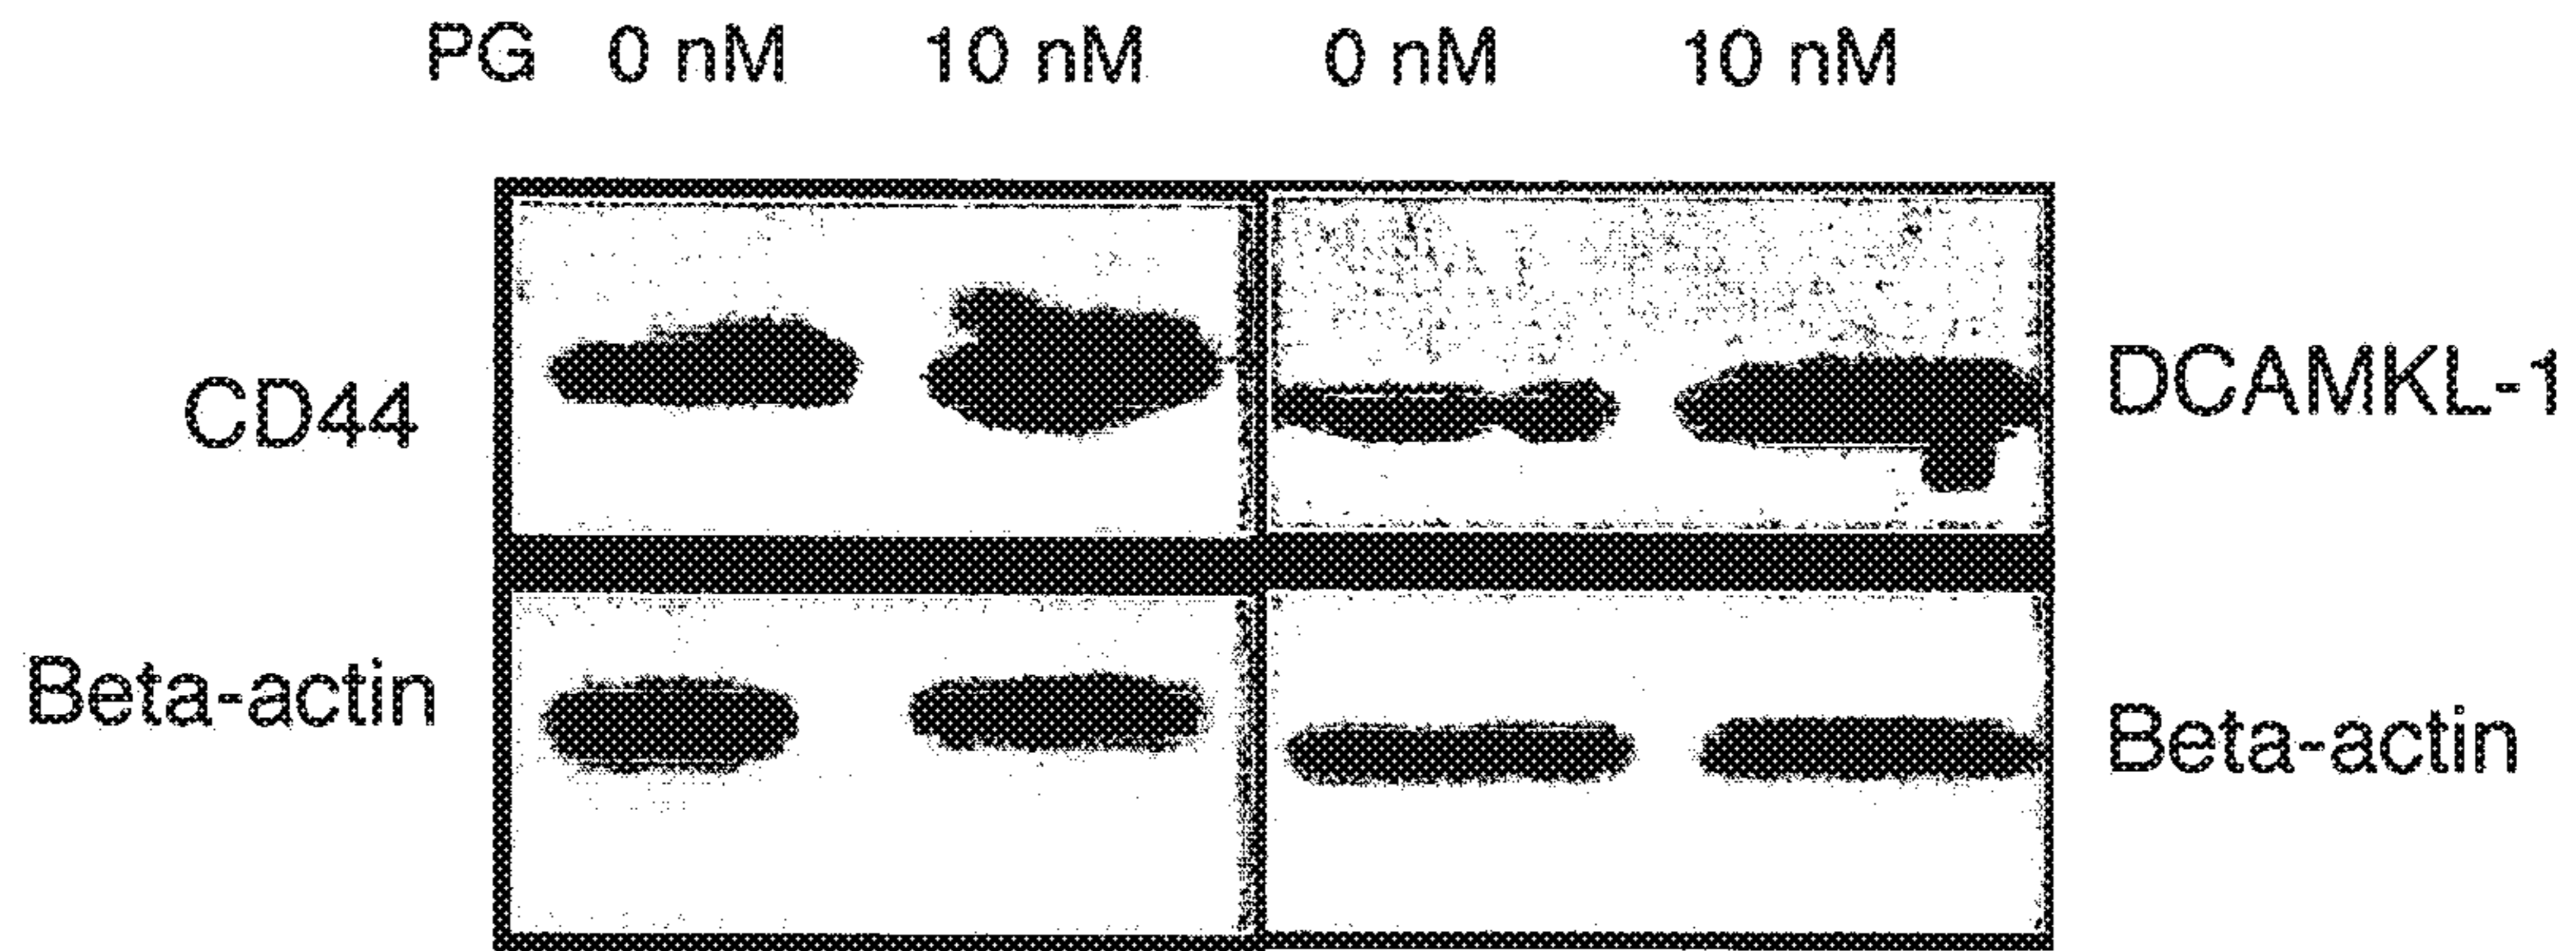 PG 0 nM 10 nM 0 nM 10 nM
CD44
DCAMKL-1
Beta-actin
Beta-actin